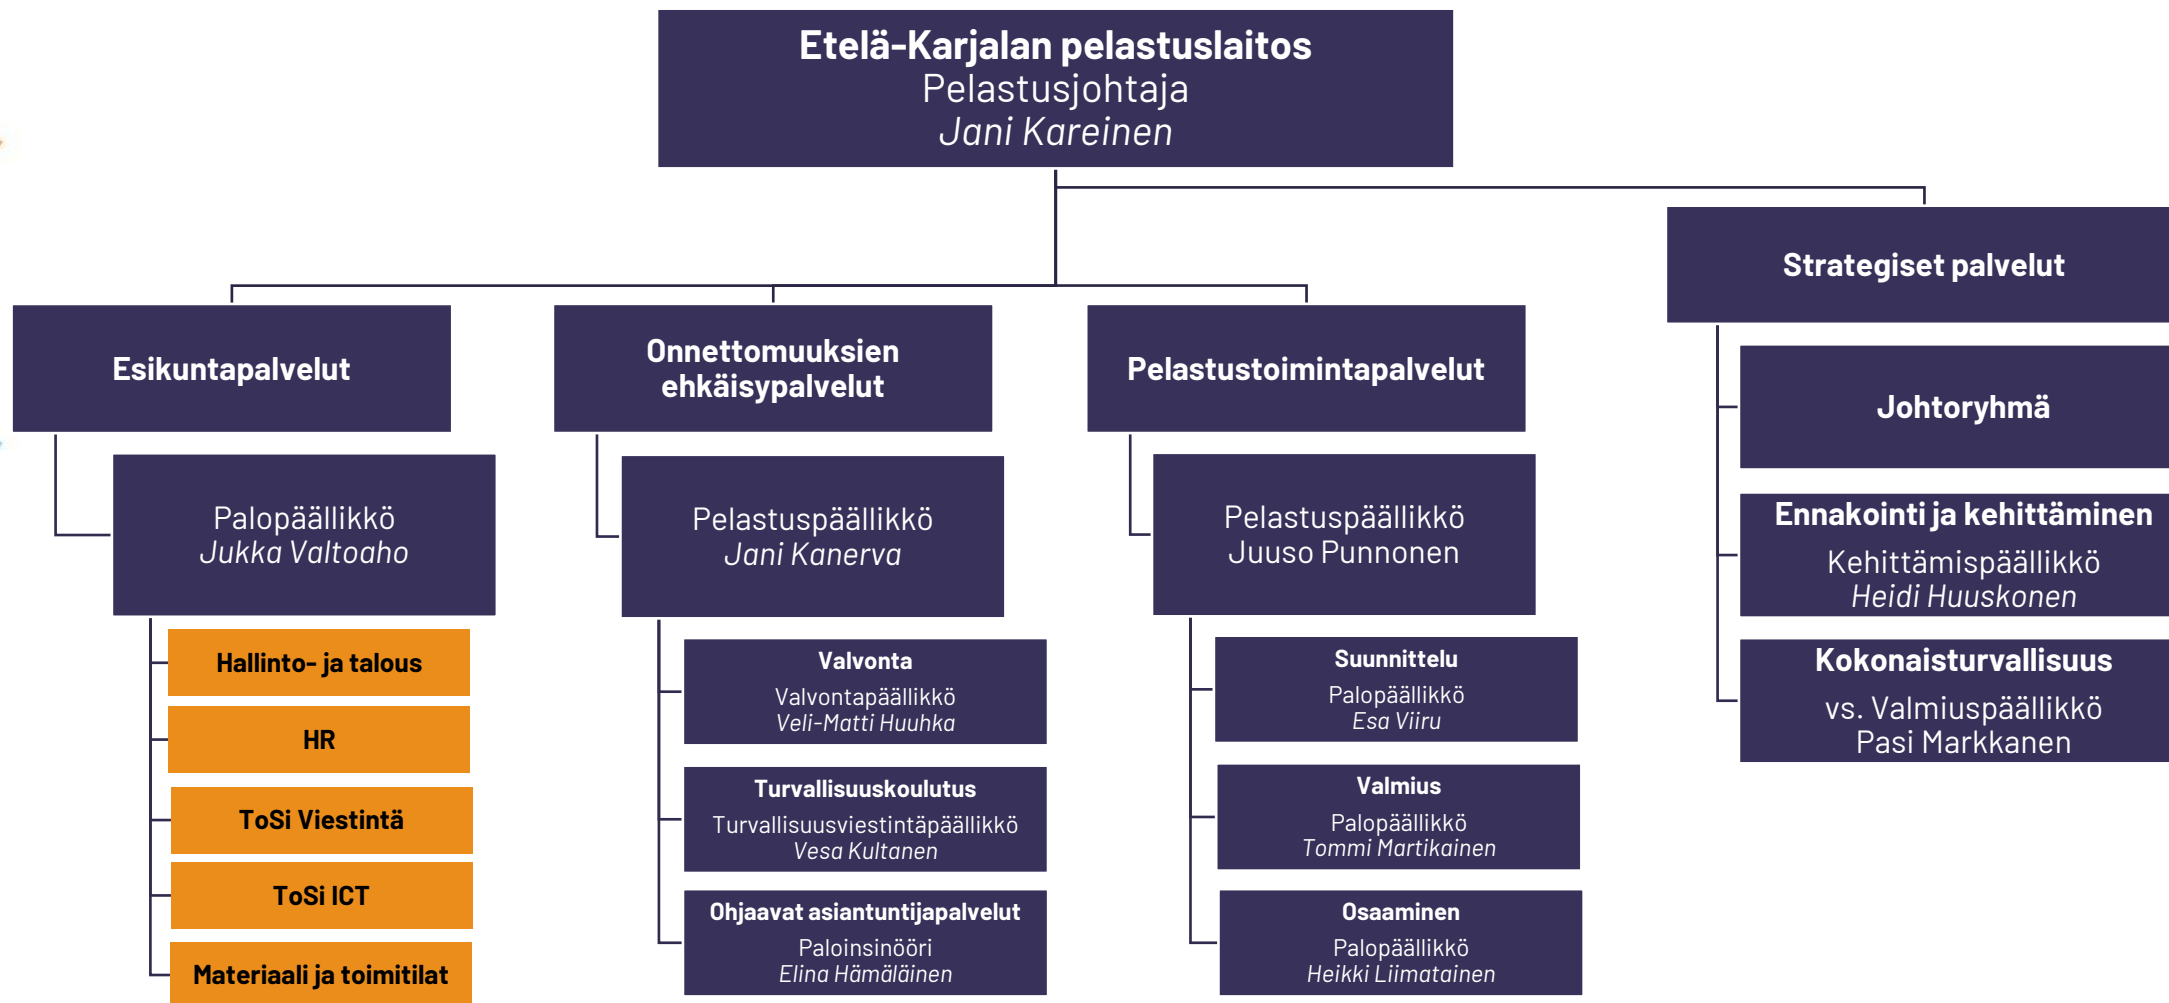 Etelä-Karjalan pelastuslaitos
Pelastusjohtaja
Jani Kareinen
Esikuntapalvelut
Palopäällikkö
Jukka Valtoaho
Hallinto- ja talous
HR
ToSi Viestintä
ToSi ICT
Materiaali ja toimitilat
Onnettomuuksien
ehkäisypalvelut
Pelastuspäällikkö
Jani Kanerva
Valvonta
Valvontapäällikkö
Veli-Matti Huuhka
Turvallisuuskoulutus
Turvallisuusviestintäpäällikkö
Vesa Kultanen
Ohjaavat asiantuntijapalvelut
Paloinsinööri
Elina Hämäläinen
Pelastustoimintapalvelut
Pelastuspäällikkö
Juuso Punnonen
Suunnittelu
Palopäällikkö
Esa Viiru
Valmius
Palopäällikkö
Tommi Martikainen
Osaaminen
Palopäällikkö
Heikki Liimatainen
Strategiset palvelut
Johtoryhmä
Ennakointi ja kehittäminen
Kehittämispäällikkö
Heidi Huuskonen
Kokonaisturvallisuus
vs. Valmiuspäällikkö
Pasi Markkanen